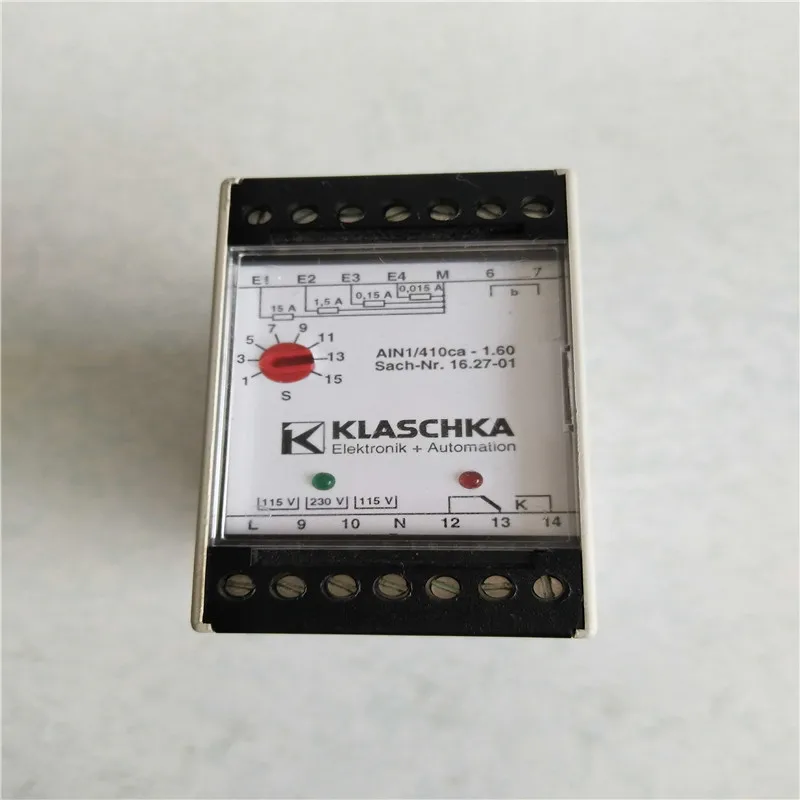 E1 E2 E3 E4 M 6 7
15 A 1,5 A 0,15 A 0,015 A b
1 3 5 7 9 11 13 15
S
AIN1/410ca - 1.60
Sach-Nr. 16.27-01
K KLASCHKA
Elektronik + Automation
115 V 230 V 115 V K
L 9 10 N 12 13 14